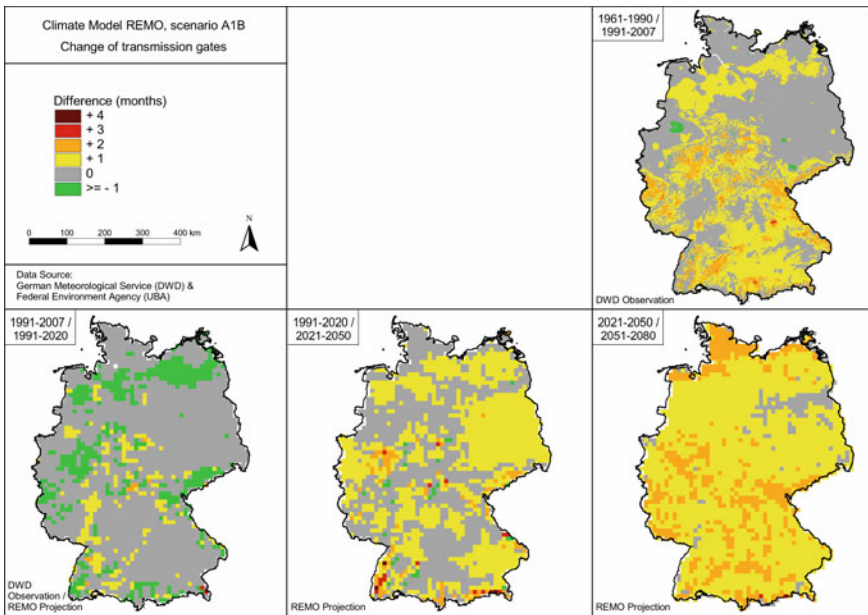 Climate Model REMO, scenario A1B
Change of transmission gates
Difference (months)
+ 4
+ 3
+ 2
+ 1
0
>= - 1
N
0 100 200 300 400 km
Data Source:
German Meteorological Service (DWD) &
Federal Environment Agency (UBA)
1961-1990 /
1991-2007
DWD Observation
1991-2007 /
1991-2020
DWD
Observation /
REMO Projection
1991-2020 /
2021-2050
REMO Projection
2021-2050 /
2051-2080
REMO Projection